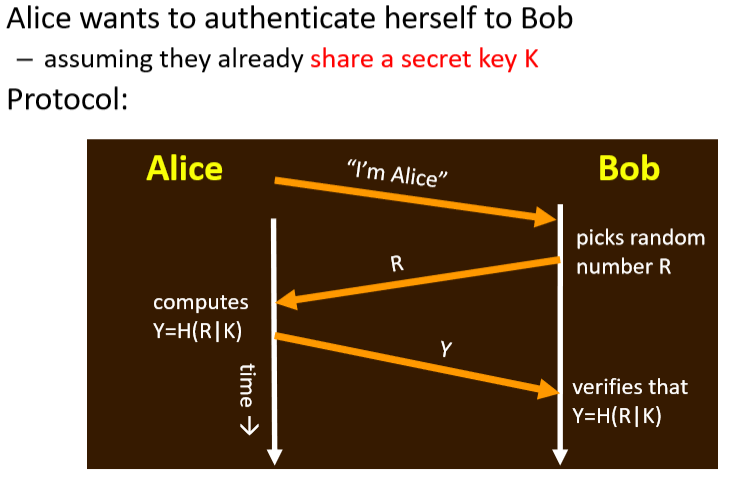 Alice wants to authenticate herself to Bob
– assuming they already share a secret key K
Protocol:
Alice
"I'm Alice"
Bob
picks random
number R
R
computes
Y=H(R|K)
Y
time →
verifies that
Y=H(R|K)